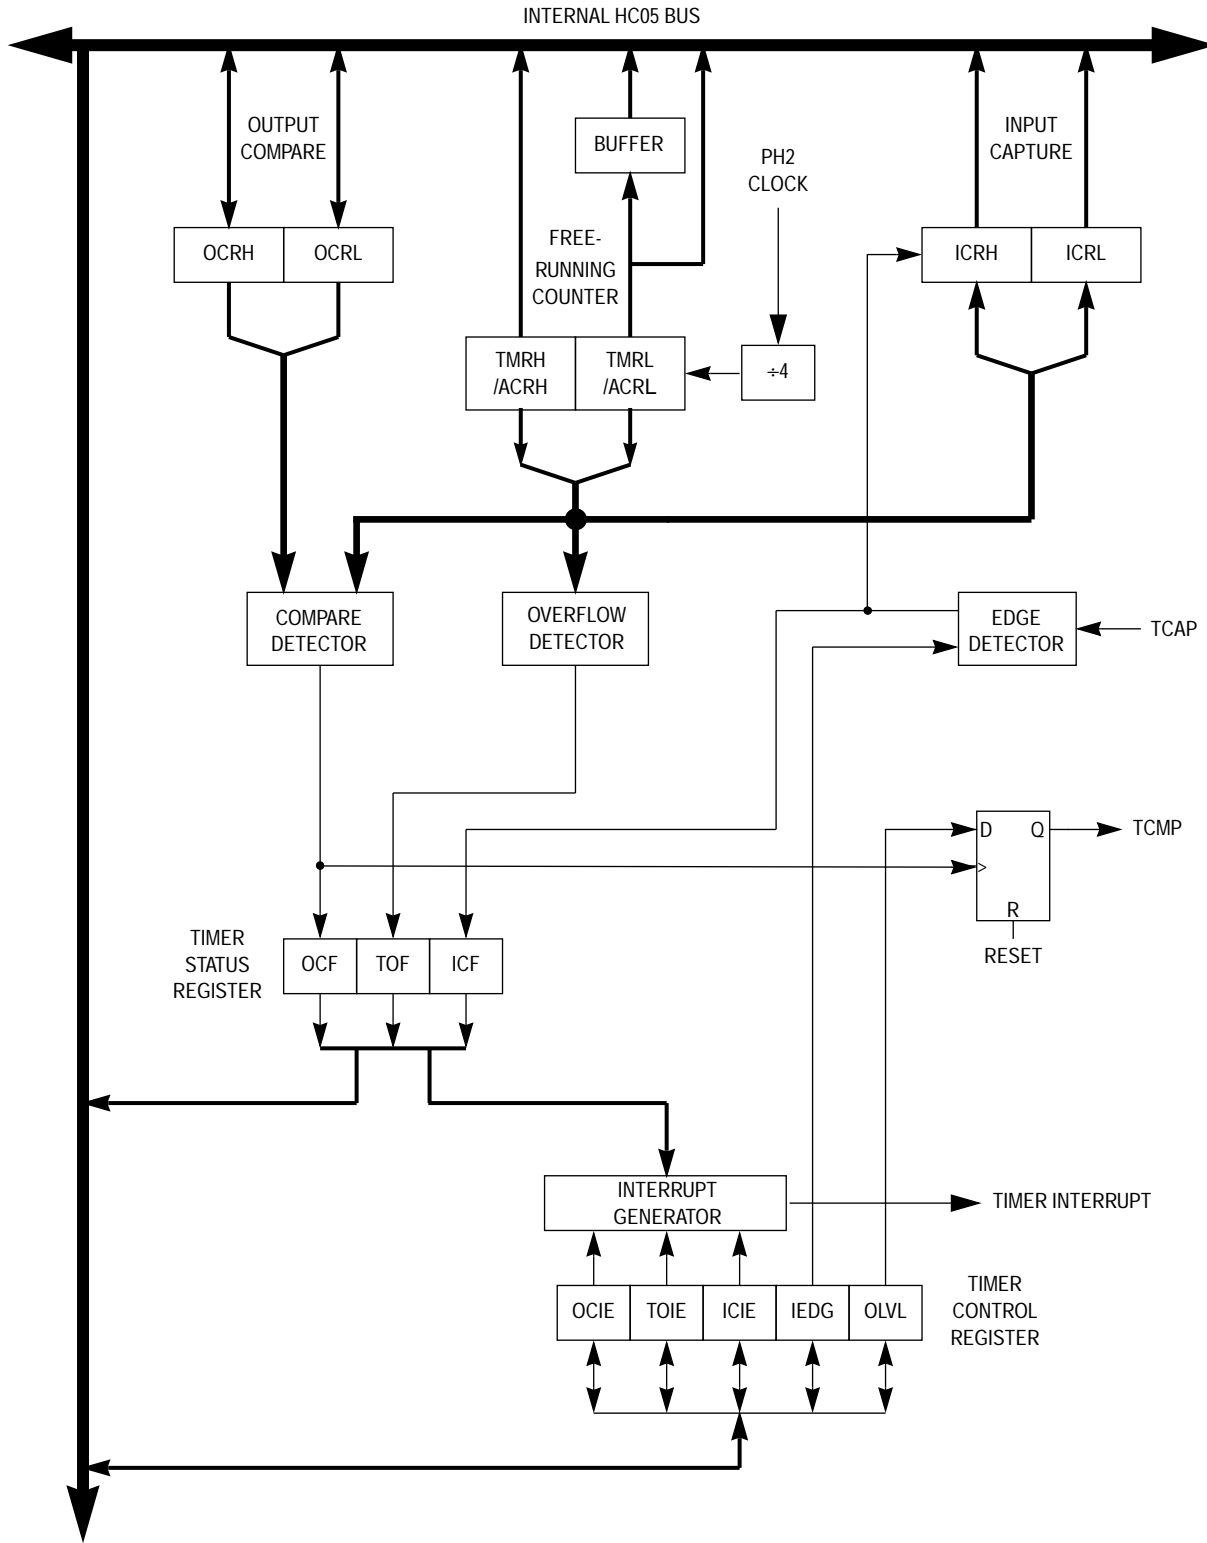 INTERNAL HC05 BUS
OUTPUT
COMPARE
BUFFER
PH2
CLOCK
INPUT
CAPTURE
OCRH
OCRL
FREE-
RUNNING
COUNTER
ICRH
ICRL
TMRH
/ACRH
TMRL
/ACRL
÷4
COMPARE
DETECTOR
OVERFLOW
DETECTOR
EDGE
DETECTOR
TCAP
D
Q
TCMP
>
R
RESET
TIMER
STATUS
REGISTER
OCF
TOF
ICF
INTERRUPT
GENERATOR
TIMER INTERRUPT
OCIE
TOIE
ICIE
IEDG
OLVL
TIMER
CONTROL
REGISTER